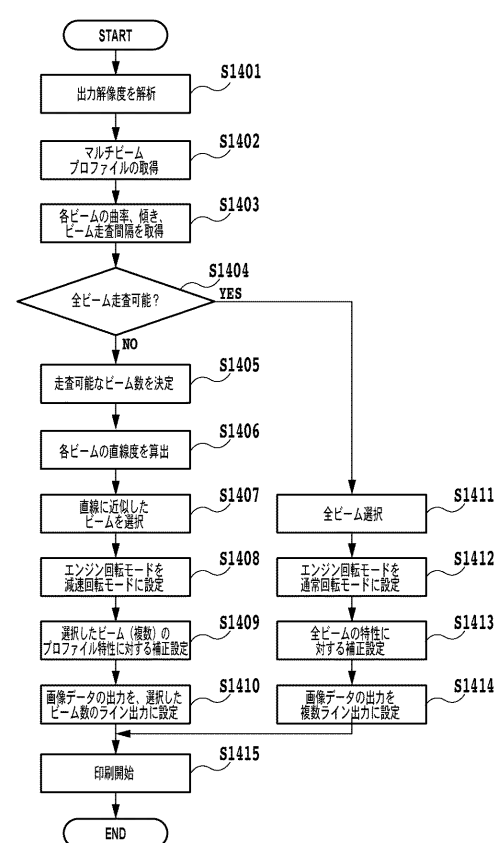 START
S1401
出力解像度を解析
S1402
マルチビーム
プロファイルの取得
S1403
各ビームの曲率、傾き、
ビーム走査間隔を取得
S1404
全ビーム走査可能?
YES
NO
S1405
走査可能なビーム数を決定
S1406
各ビームの直線度を算出
S1407
直線に近似した
ビームを選択
S1408
エンジン回転モードを
減速回転モードに設定
S1409
選択したビーム(複数)の
プロファイル特性に対する補正設定
S1410
画像データの出力を、選択した
ビーム数のライン出力に設定
S1411
全ビーム選択
S1412
エンジン回転モードを
通常回転モードに設定
S1413
全ビームの特性に
対する補正設定
S1414
画像データの出力を
複数ライン出力に設定
S1415
印刷開始
END